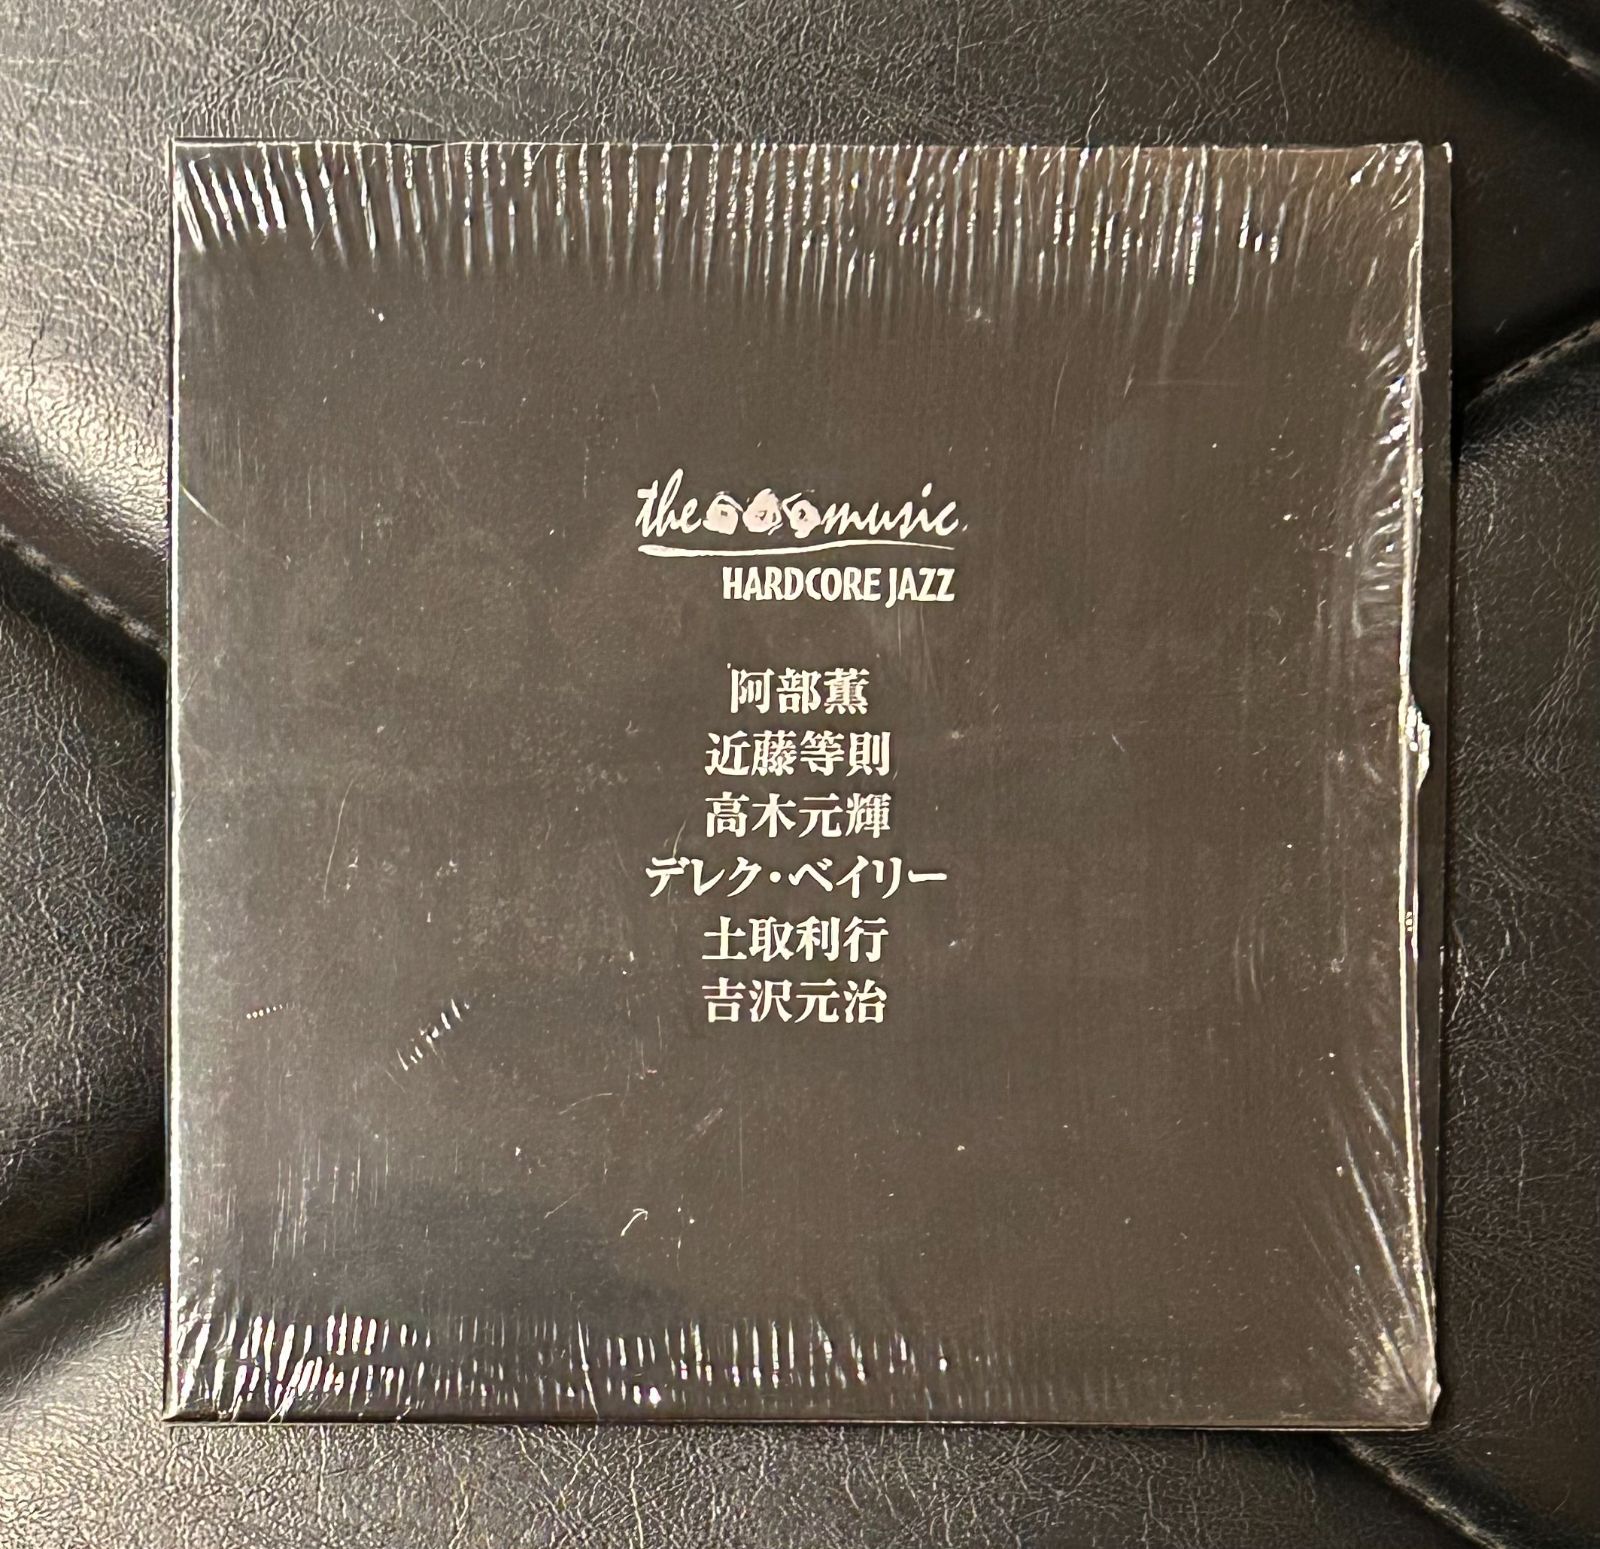 the music
HARDCORE JAZZ
阿部薫
近藤等則
高木元輝
デレク・ベイリー
土取利行
吉沢元治